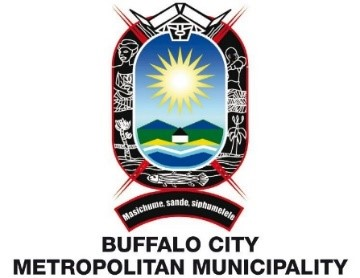 Masichume, sande, siphumelele
BUFFALO CITY
METROPOLITAN MUNICIPALITY